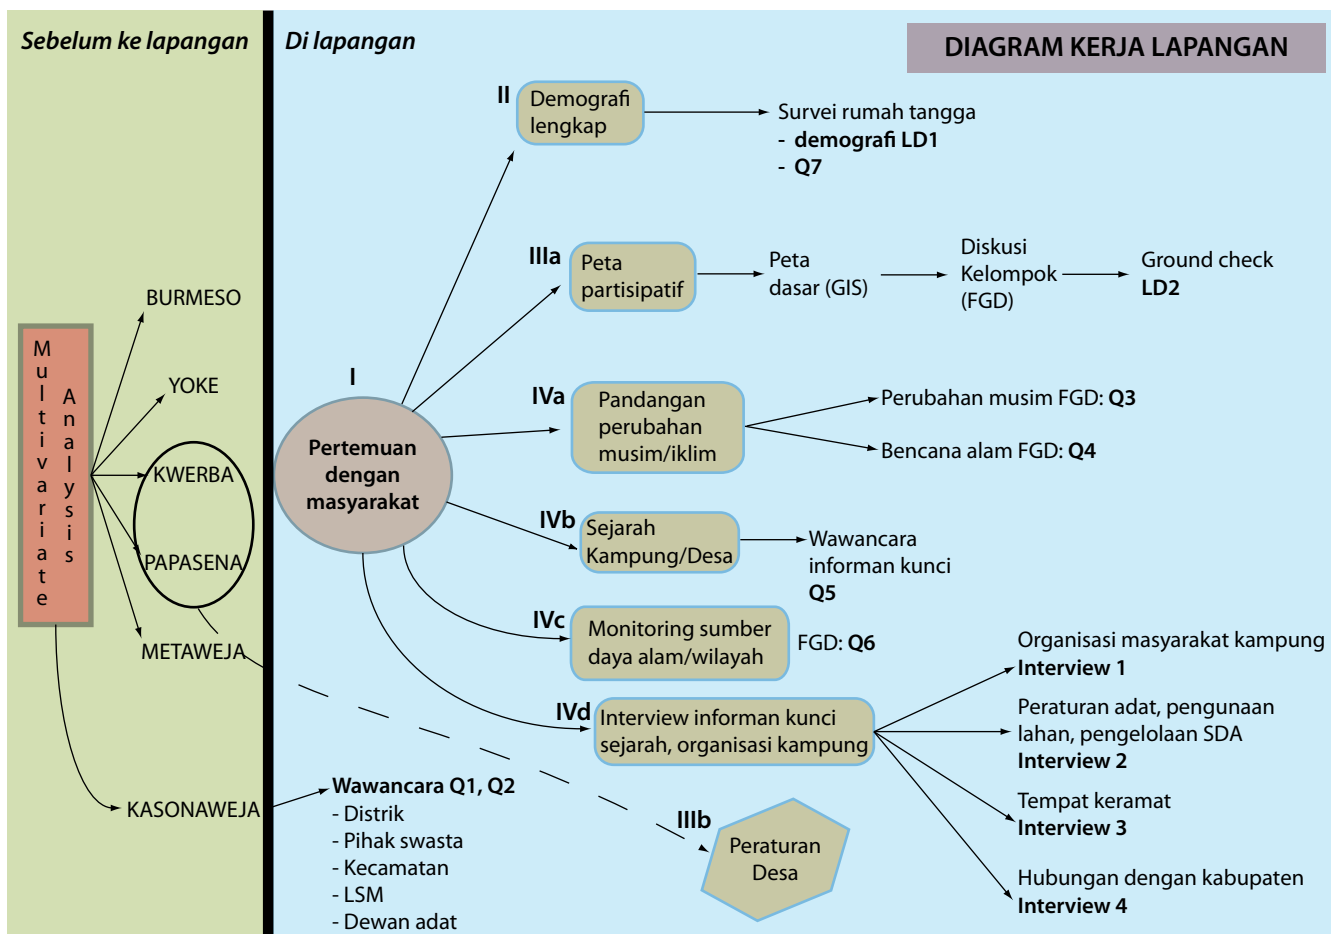 Sebelum ke lapangan
Di lapangan
DIAGRAM KERJA LAPANGAN
Multivariate
Analysis
BURMESO
YOKE
KWERBA
PAPASENA
METAWEJA
KASONAWEJA
Wawancara Q1, Q2
- Distrik
- Pihak swasta
- Kecamatan
- LSM
- Dewan adat
I
Pertemuan
dengan
masyarakat
II
Demografi
lengkap
Survei rumah tangga
- demografi LD1
- Q7
IIIa
Peta
partisipatif
Peta
dasar (GIS)
Diskusi
Kelompok
(FGD)
Ground check
LD2
IVa
Pandangan
perubahan
musim/iklim
Perubahan musim FGD: Q3
Bencana alam FGD: Q4
IVb
Sejarah
Kampung/Desa
Wawancara
informan kunci
Q5
IVc
Monitoring sumber
daya alam/wilayah
FGD: Q6
IVd
Interview informan kunci
sejarah, organisasi kampung
Organisasi masyarakat kampung
Interview 1
Peraturan adat, pengunaan
lahan, pengelolaan SDA
Interview 2
Tempat keramat
Interview 3
Hubungan dengan kabupaten
Interview 4
IIIb
Peraturan
Desa